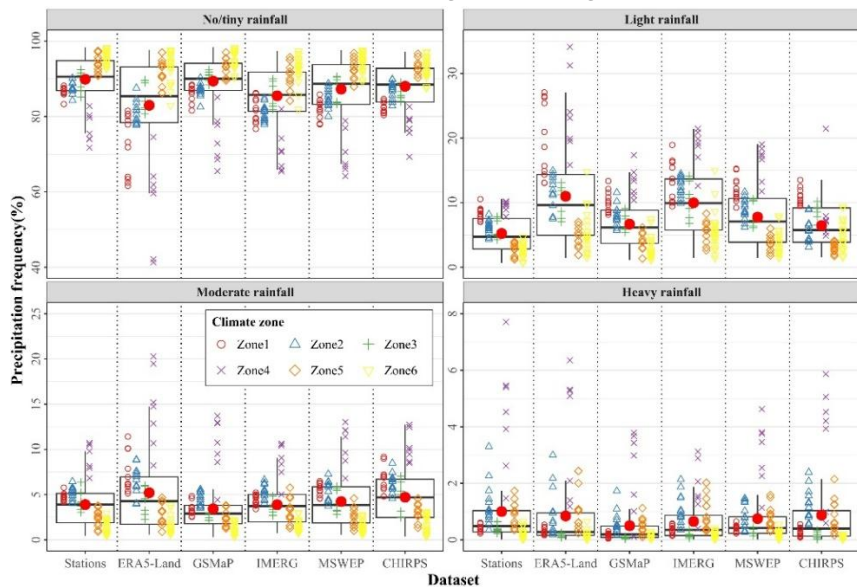 No/tiny rainfall
Light rainfall
100
80
60
40
30
20
10
0
Precipitation frequency(%)
Moderate rainfall
Heavy rainfall
25
20
15
10
5
0
8
6
4
2
0
Climate zone
Zone1 Zone2 Zone3
Zone4 Zone5 Zone6
Stations ERA5-Land GSMaP IMERG MSWEP CHIRPS
Stations ERA5-Land GSMaP IMERG MSWEP CHIRPS
Dataset